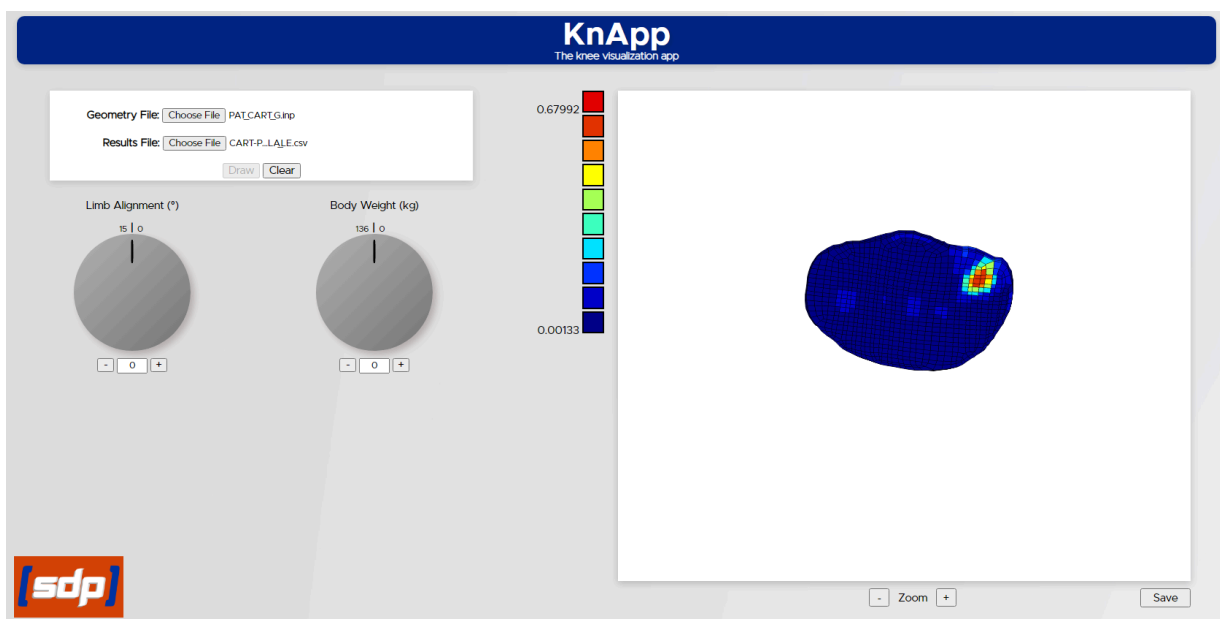 KnApp
The knee visualization app
Geometry File: Choose File PAT_CART_G.inp
Results File: Choose File CART-P...LA_LE.csv
Draw Clear
Limb Alignment (°)
15 | 0
- 0 +
Body Weight (kg)
136 | 0
- 0 +
0.67992
0.00133
- Zoom +
Save
[sdp]